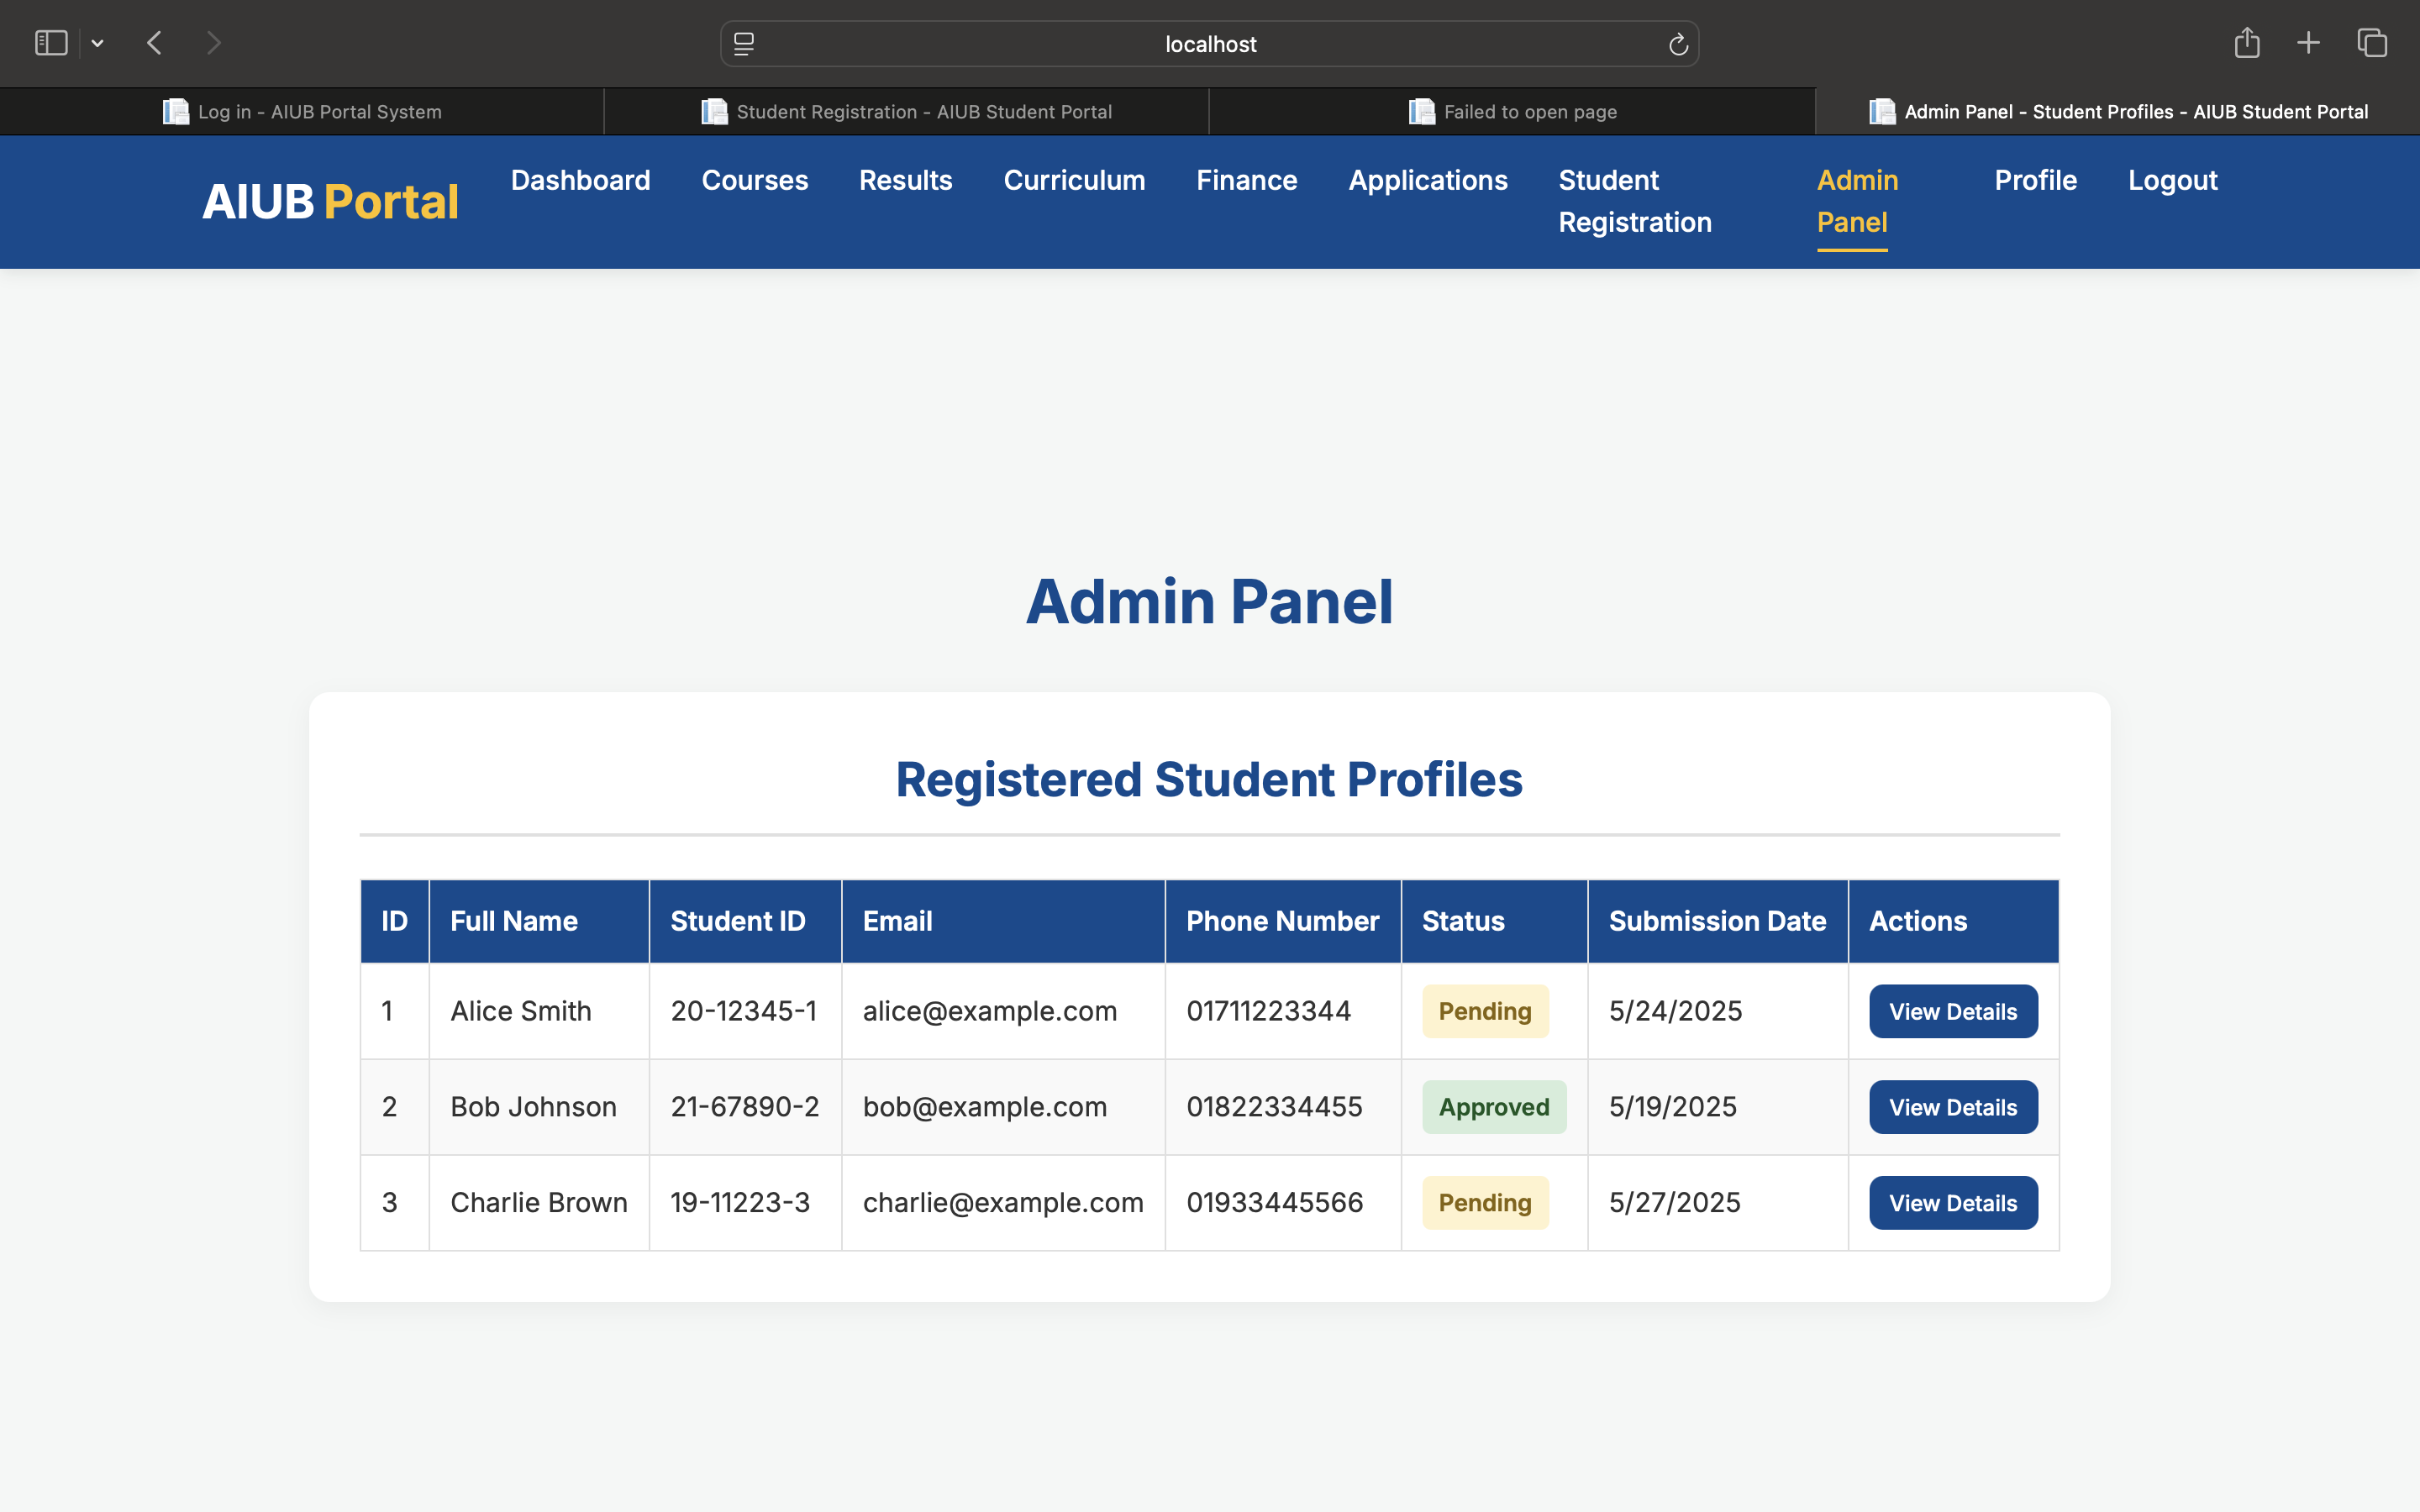 localhost
Log in - AIUB Portal System
Student Registration - AIUB Student Portal
Failed to open page
Admin Panel - Student Profiles - AIUB Student Portal
AIUB Portal
Dashboard
Courses
Results
Curriculum
Finance
Applications
Student
Registration
Admin
Panel
Profile
Logout
Admin Panel
Registered Student Profiles
ID Full Name Student ID Email Phone Number Status Submission Date Actions
1 Alice Smith 20-12345-1 alice@example.com 01711223344 Pending 5/24/2025 View Details
2 Bob Johnson 21-67890-2 bob@example.com 01822334455 Approved 5/19/2025 View Details
3 Charlie Brown 19-11223-3 charlie@example.com 01933445566 Pending 5/27/2025 View Details